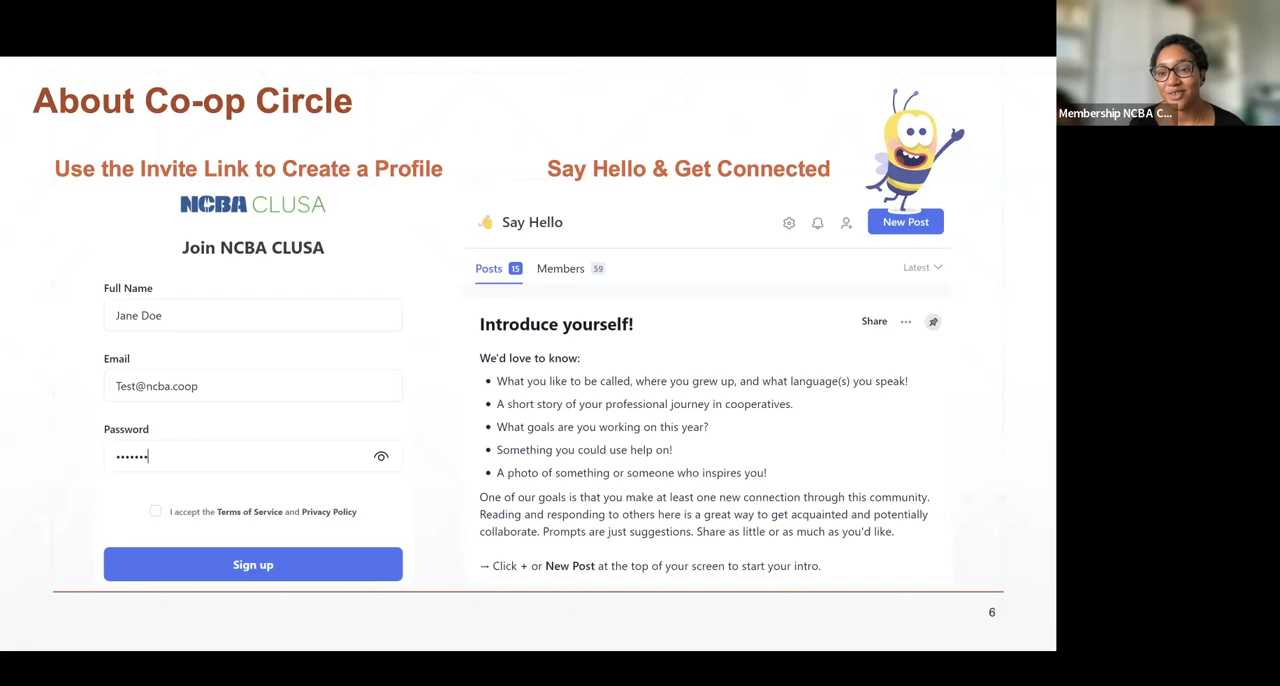 About Co-op Circle
Use the Invite Link to Create a Profile
NCBA CLUSA
Join NCBA CLUSA
Full Name
Jane Doe
Email
Test@ncba.coop
Password
•••••••
I accept the Terms of Service and Privacy Policy
Sign up
Say Hello & Get Connected
👋 Say Hello
New Post
Posts 15 Members 59
Latest
Introduce yourself!
Share
We'd love to know:
• What you like to be called, where you grew up, and what language(s) you speak!
• A short story of your professional journey in cooperatives.
• What goals are you working on this year?
• Something you could use help on!
• A photo of something or someone who inspires you!
One of our goals is that you make at least one new connection through this community.
Reading and responding to others here is a great way to get acquainted and potentially
collaborate. Prompts are just suggestions. Share as little or as much as you'd like.
→ Click + or New Post at the top of your screen to start your intro.
6
Membership NCBA C...